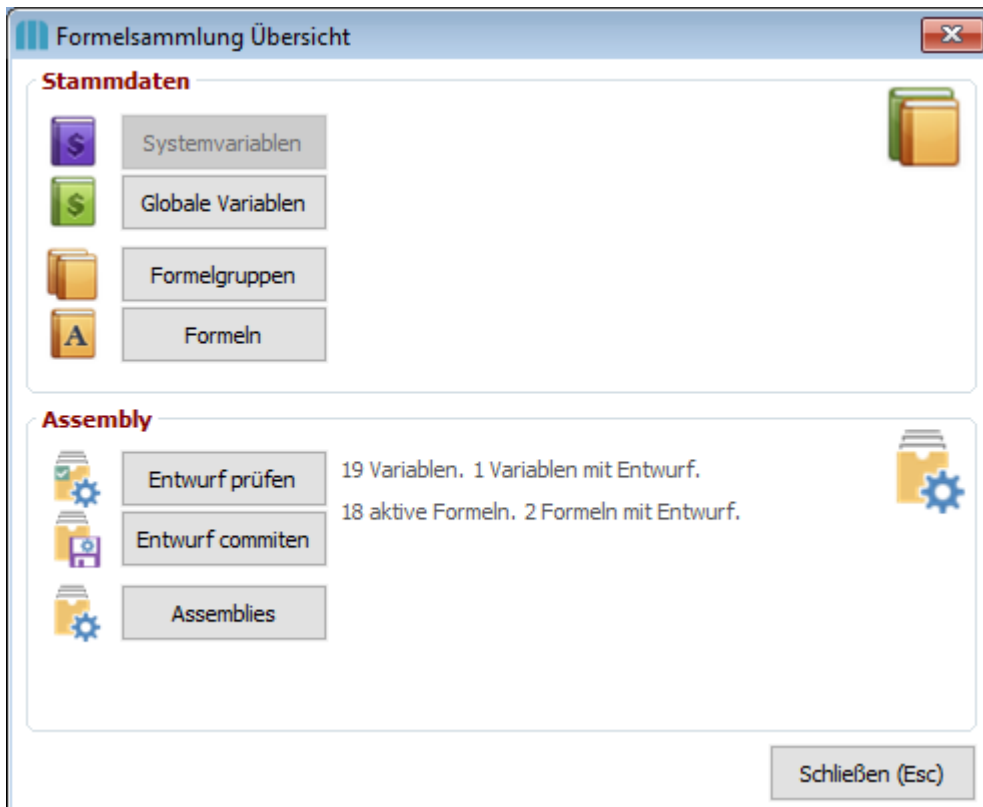 Formelsammlung Übersicht
Stammdaten
$ Systemvariablen
$ Globale Variablen
Formelgruppen
A Formeln
Assembly
Entwurf prüfen
19 Variablen. 1 Variablen mit Entwurf.
18 aktive Formeln. 2 Formeln mit Entwurf.
Entwurf commiten
Assemblies
Schließen (Esc)